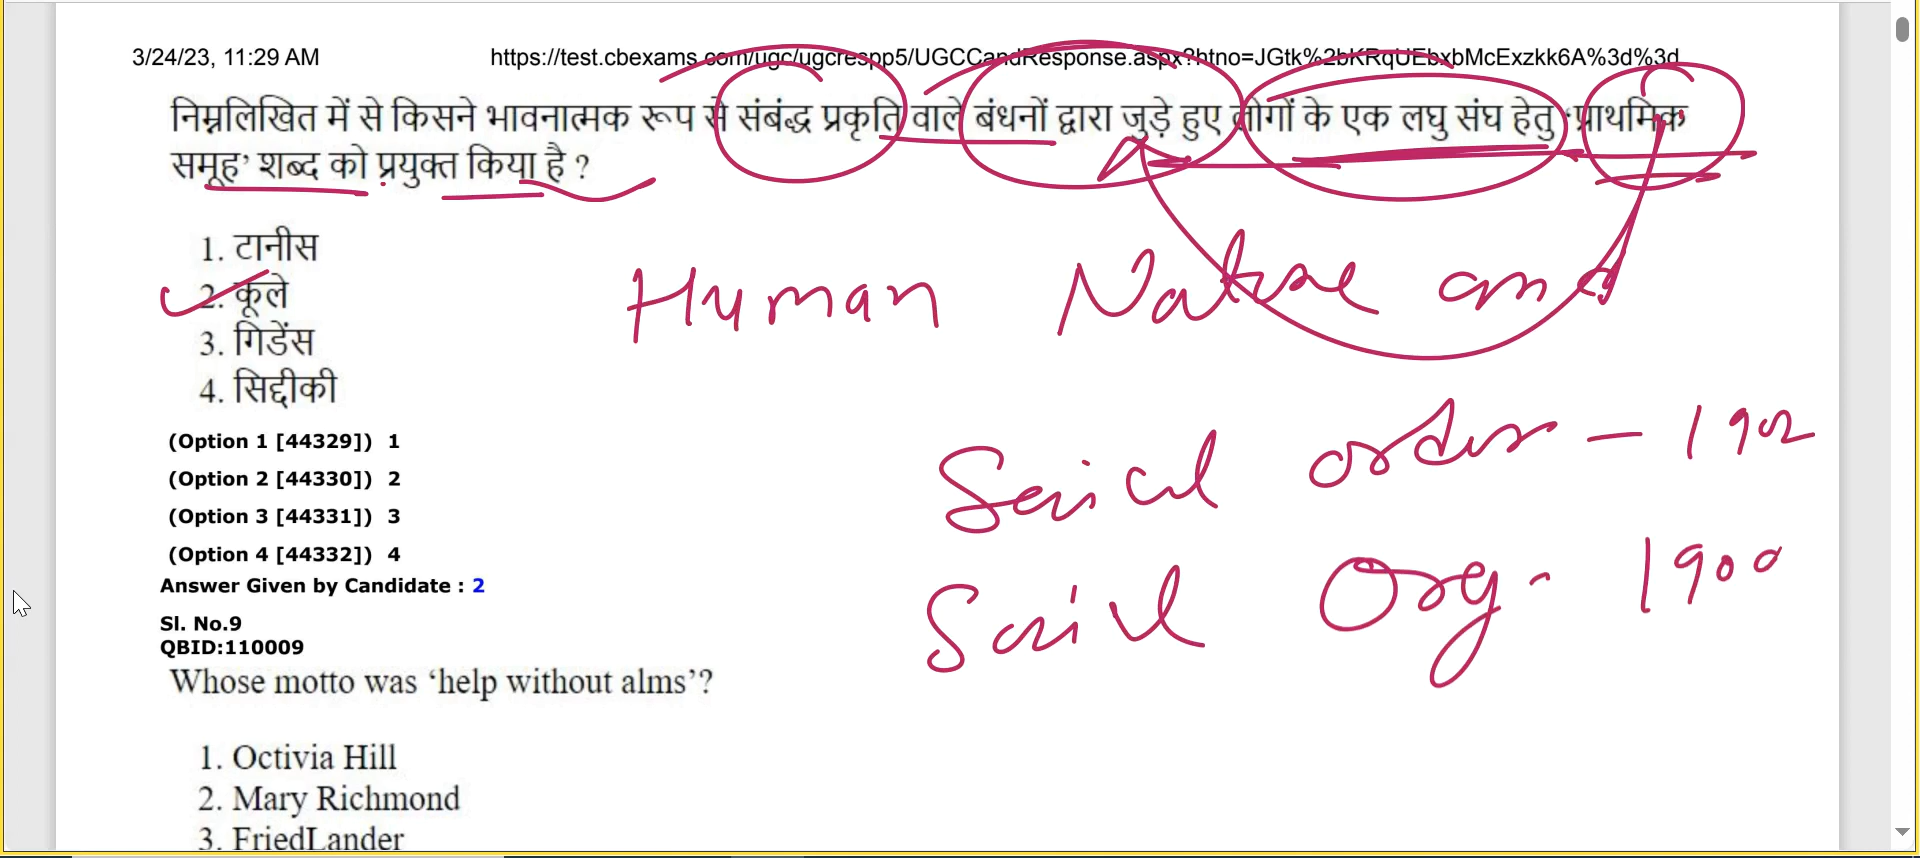 3/24/23, 11:29 AM https://test.cbexams.com/ugc/ugcrespp5/UGCCandResponse.aspx?htno=JGtk%2bKRqUEbxbMcExzkk6A%3d%3d
निम्नलिखित में से किसने भावनात्मक रूप से संबंद्ध प्रकृति वाले बंधनों द्वारा जुड़े हुए लोगों के एक लघु संघ हेतु 'प्राथमिक
समूह' शब्द को प्रयुक्त किया है ?
1. टानीस
2. कूले
Human Nature and
3. गिडेंस
4. सिद्दीकी
Social order - 1902
(Option 1 [44329]) 1
(Option 2 [44330]) 2
(Option 3 [44331]) 3
(Option 4 [44332]) 4
Social Org - 1900
Answer Given by Candidate : 2
Sl. No.9
QBID:110009
Whose motto was 'help without alms'?
1. Octivia Hill
2. Mary Richmond
3. FriedLander